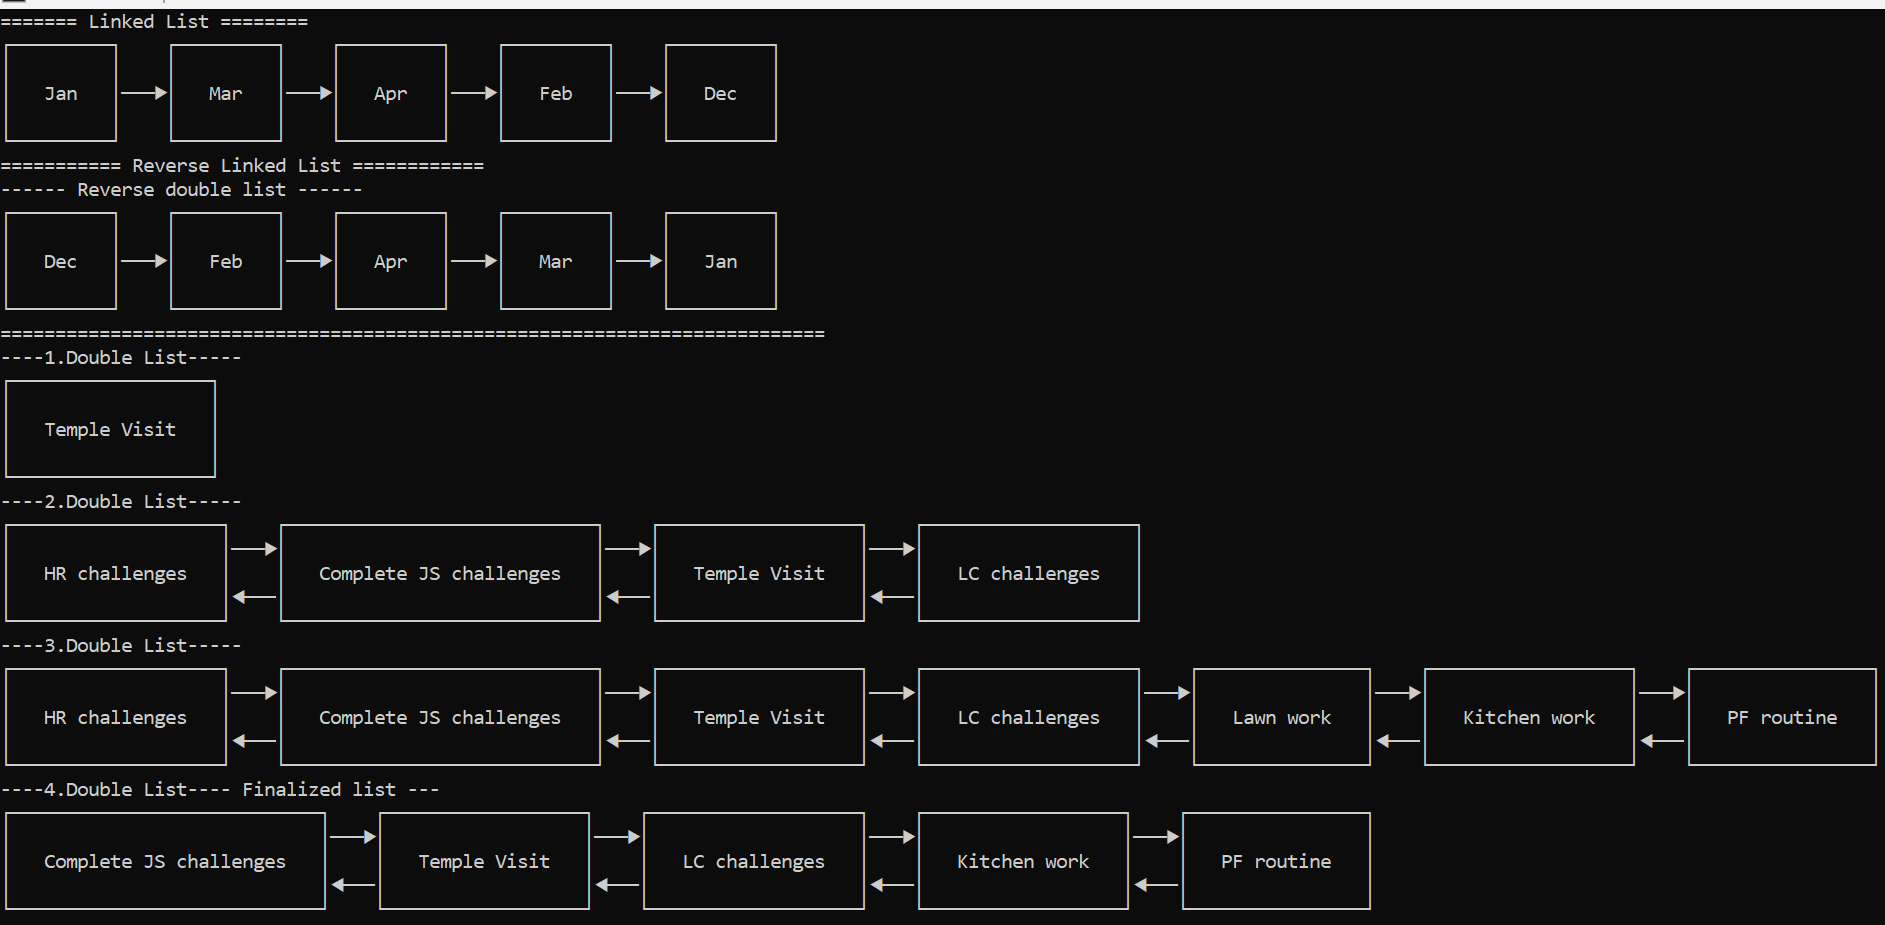 ======= Linked List ========
Jan Mar Apr Feb Dec
=========== Reverse Linked List ============
------ Reverse double list ------
Dec Feb Apr Mar Jan
===========================================================================
----1.Double List-----
Temple Visit
----2.Double List-----
HR challenges Complete JS challenges Temple Visit LC challenges
----3.Double List-----
HR challenges Complete JS challenges Temple Visit LC challenges Lawn work Kitchen work PF routine
----4.Double List---- Finalized list ---
Complete JS challenges Temple Visit LC challenges Kitchen work PF routine